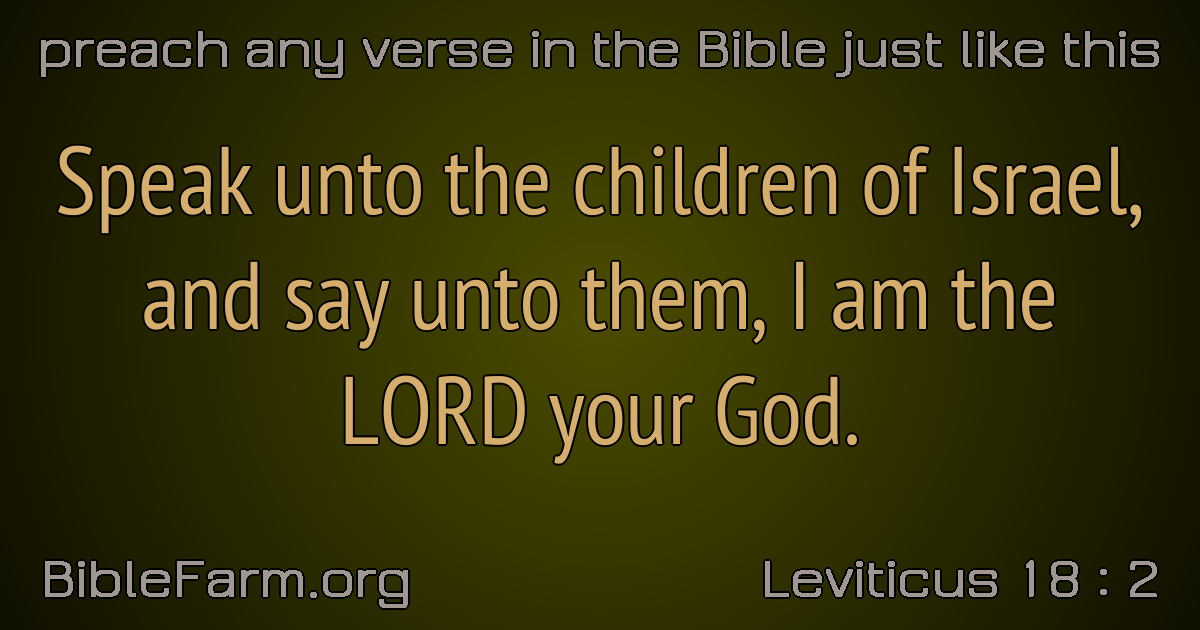 preach any verse in the Bible just like this
Speak unto the children of Israel,
and say unto them, I am the
LORD your God.
BibleFarm.org
Leviticus 18 : 2